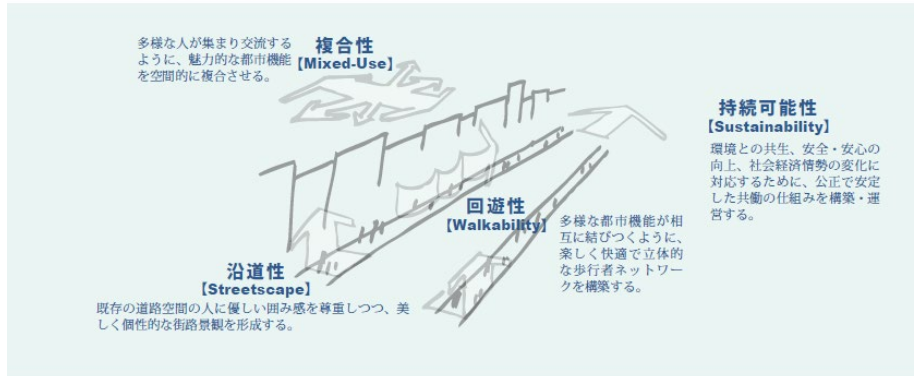 多様な人が集まり交流する
ように、魅力的な都市機能
を空間的に複合させる。
複合性
【Mixed-Use】
持続可能性
【Sustainability】
環境との共生、安全・安心の
向上、社会経済情勢の変化に
対応するために、公正で安定
した共働の仕組みを構築・運
営する。
回遊性
【Walkability】
多様な都市機能が相
互に結びつくように、
楽しく快適で立体的
な歩行者ネットワー
クを構築する。
沿道性
【Streetscape】
既存の道路空間の人に優しい囲み感を尊重しつつ、美
しく個性的な街路景観を形成する。